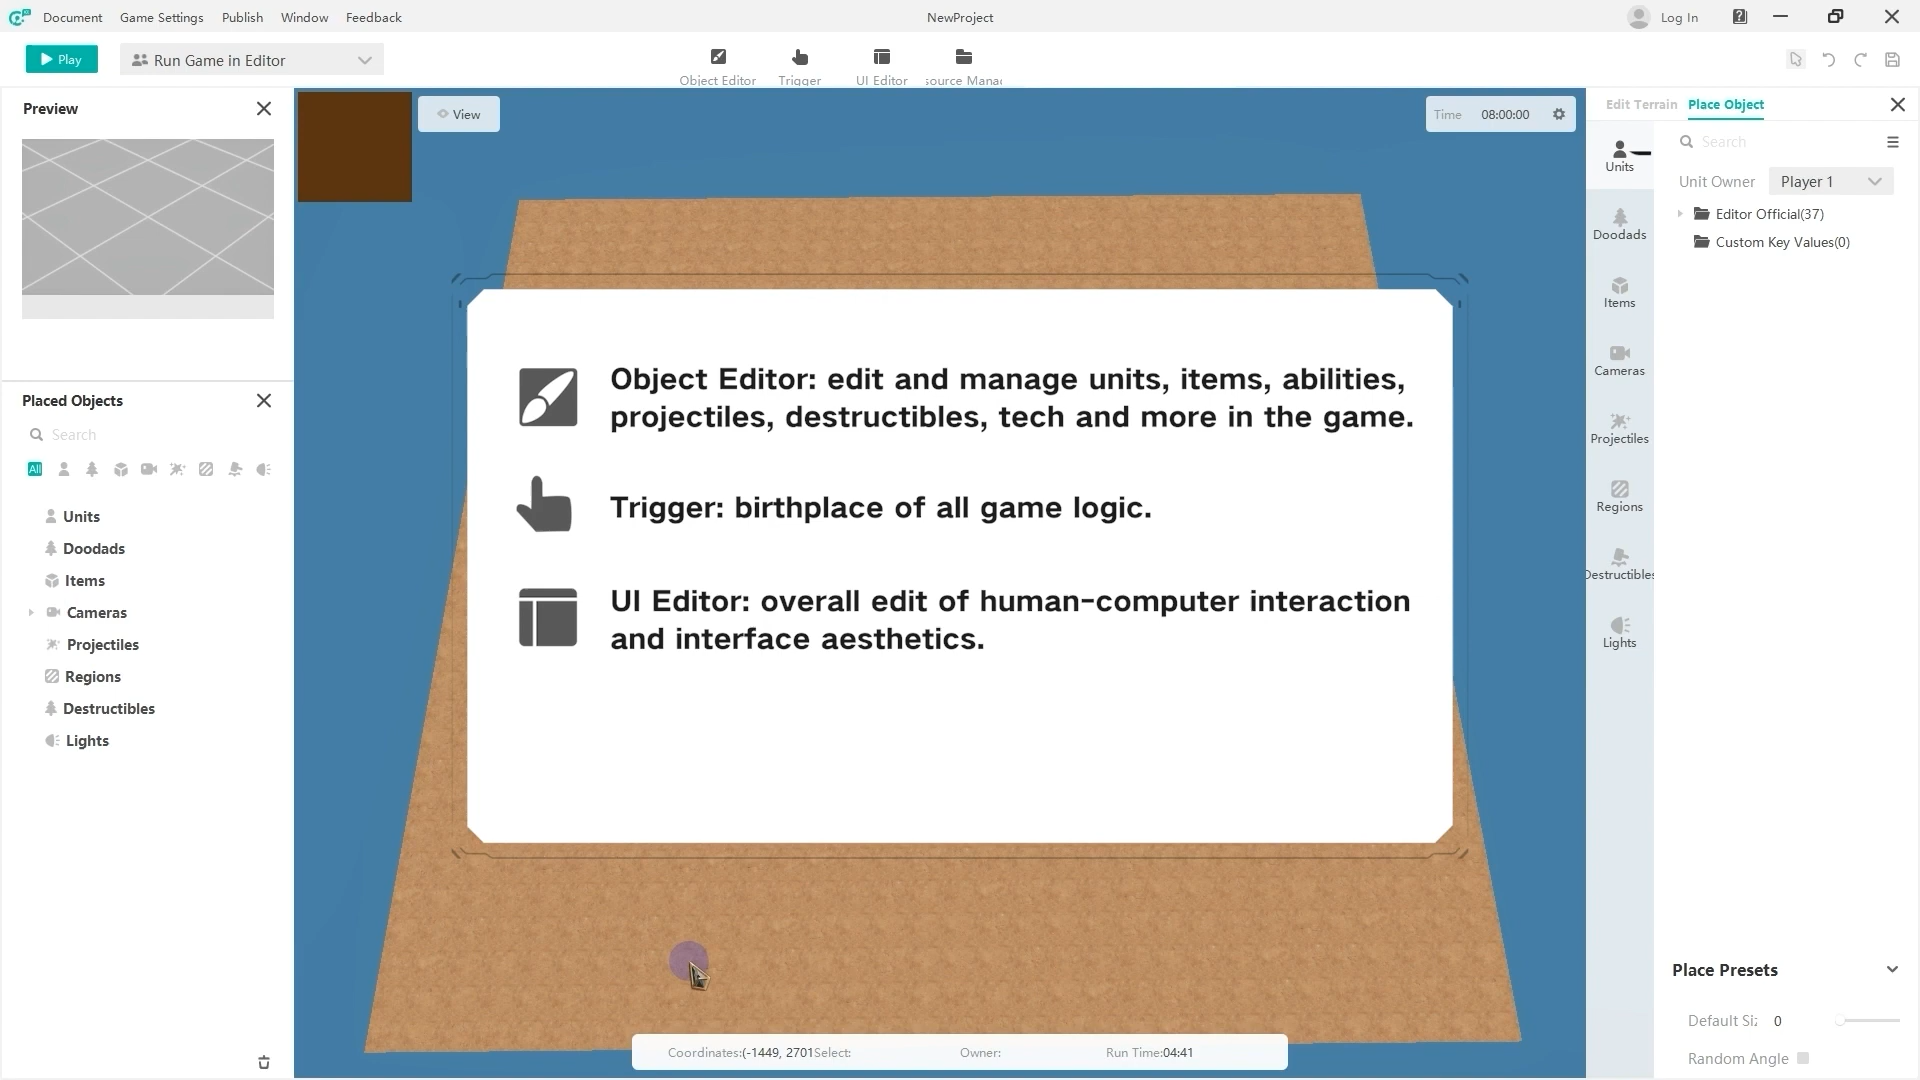 Document Game Settings Publish Window Feedback NewProject Log In
Play Run Game in Editor Object Editor Trigger UI Editor source Mana
Preview
View
Time 08:00:00
Edit Terrain Place Object
Search
Units
Unit Owner Player 1
Editor Official(37)
Custom Key Values(0)
Doodads
Items
Cameras
Projectiles
Regions
Destructibles
Lights
Placed Objects
Search
All
Units
Doodads
Items
Cameras
Projectiles
Regions
Destructibles
Lights
Object Editor: edit and manage units, items, abilities,
projectiles, destructibles, tech and more in the game.
Trigger: birthplace of all game logic.
UI Editor: overall edit of human-computer interaction
and interface aesthetics.
Place Presets
Default Siz 0
Random Angle
Coordinates:(-1449, 2701 Select: Owner: Run Time:04:41